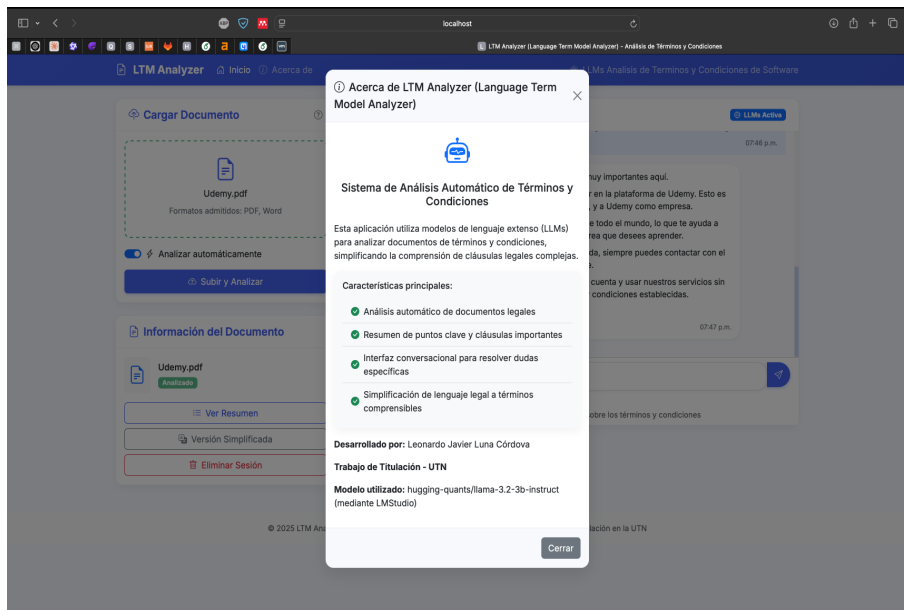 localhost
LTM Analyzer (Language Term Model Analyzer) - Análisis de Términos y Condiciones
LTM Analyzer
Inicio
Acerca de
LLMs Analisis de Terminos y Condiciones de Software
Cargar Documento
Udemy.pdf
Formatos admitidos: PDF, Word
Analizar automáticamente
Subir y Analizar
Información del Documento
Udemy.pdf
Analizado
Ver Resumen
Versión Simplificada
Eliminar Sesión
Acerca de LTM Analyzer (Language Term
Model Analyzer)
Sistema de Análisis Automático de Términos y
Condiciones
Esta aplicación utiliza modelos de lenguaje extenso (LLMs)
para analizar documentos de términos y condiciones,
simplificando la comprensión de cláusulas legales complejas.
Características principales:
Análisis automático de documentos legales
Resumen de puntos clave y cláusulas importantes
Interfaz conversacional para resolver dudas
específicas
Simplificación de lenguaje legal a términos
comprensibles
Desarrollado por: Leonardo Javier Luna Córdova
Trabajo de Titulación - UTN
Modelo utilizado: hugging-quants/llama-3.2-3b-instruct
(mediante LMStudio)
Cerrar
LLMs Activa
07:46 p.m.
muy importantes aquí.
r en la plataforma de Udemy. Esto es
, y a Udemy como empresa.
e todo el mundo, lo que te ayuda a
rea que desees aprender.
da, siempre puedes contactar con el
cuenta y usar nuestros servicios sin
condiciones establecidas.
07:47 p.m.
obre los términos y condiciones
© 2025 LTM Ana
lación en la UTN